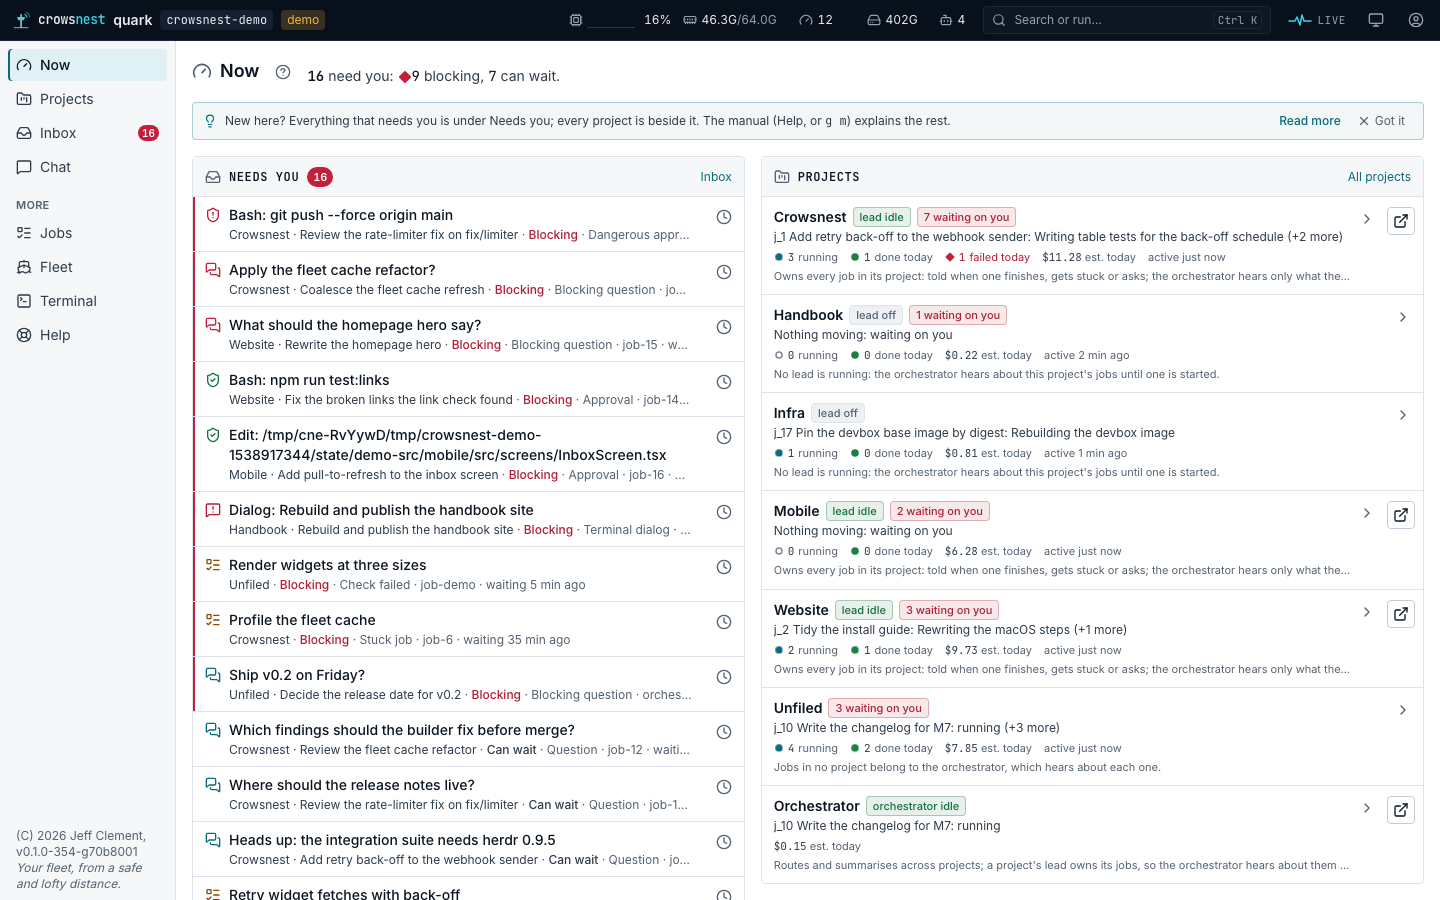 crowsnest quark crowsnest-demo demo 16% 46.3G/64.0G 12 402G 4 Search or run... Ctrl K LIVE
Now
Projects
Inbox 16
Chat
MORE
Jobs
Fleet
Terminal
Help
(C) 2026 Jeff Clement,
v0.1.0-354-g70b8001
Your fleet, from a safe
and lofty distance.
Now 16 need you: 9 blocking, 7 can wait.
New here? Everything that needs you is under Needs you; every project is beside it. The manual (Help, or g m) explains the rest. Read more Got it
NEEDS YOU 16 Inbox
Bash: git push --force origin main
Crowsnest · Review the rate-limiter fix on fix/limiter · Blocking · Dangerous appr...
Apply the fleet cache refactor?
Crowsnest · Coalesce the fleet cache refresh · Blocking · Blocking question · jo...
What should the homepage hero say?
Website · Rewrite the homepage hero · Blocking · Blocking question · job-15 · w...
Bash: npm run test:links
Website · Fix the broken links the link check found · Blocking · Approval · job-14...
Edit: /tmp/cne-RvYywD/tmp/crowsnest-demo-
1538917344/state/demo-src/mobile/src/screens/InboxScreen.tsx
Mobile · Add pull-to-refresh to the inbox screen · Blocking · Approval · job-16 · ...
Dialog: Rebuild and publish the handbook site
Handbook · Rebuild and publish the handbook site · Blocking · Terminal dialog · ...
Render widgets at three sizes
Unfiled · Blocking · Check failed · job-demo · waiting 5 min ago
Profile the fleet cache
Crowsnest · Blocking · Stuck job · job-6 · waiting 35 min ago
Ship v0.2 on Friday?
Unfiled · Decide the release date for v0.2 · Blocking · Blocking question · orches...
Which findings should the builder fix before merge?
Crowsnest · Review the fleet cache refactor · Can wait · Question · job-12 · waiti...
Where should the release notes live?
Crowsnest · Review the rate-limiter fix on fix/limiter · Can wait · Question · job-1...
Heads up: the integration suite needs herdr 0.9.5
Crowsnest · Add retry back-off to the webhook sender · Can wait · Question · jo...
Retry widget fetches with back-off
PROJECTS All projects
Crowsnest lead idle 7 waiting on you
j_1 Add retry back-off to the webhook sender: Writing table tests for the back-off schedule (+2 more)
3 running 1 done today 1 failed today $11.28 est. today active just now
Owns every job in its project: told when one finishes, gets stuck or asks; the orchestrator hears only what the...
Handbook lead off 1 waiting on you
Nothing moving: waiting on you
0 running 0 done today $0.22 est. today active 2 min ago
No lead is running: the orchestrator hears about this project's jobs until one is started.
Infra lead off
j_17 Pin the devbox base image by digest: Rebuilding the devbox image
1 running 0 done today $0.81 est. today active 1 min ago
No lead is running: the orchestrator hears about this project's jobs until one is started.
Mobile lead idle 2 waiting on you
Nothing moving: waiting on you
0 running 0 done today $6.28 est. today active just now
Owns every job in its project: told when one finishes, gets stuck or asks; the orchestrator hears only what the...
Website lead idle 3 waiting on you
j_2 Tidy the install guide: Rewriting the macOS steps (+1 more)
2 running 1 done today $9.73 est. today active just now
Owns every job in its project: told when one finishes, gets stuck or asks; the orchestrator hears only what the...
Unfiled 3 waiting on you
j_10 Write the changelog for M7: running (+3 more)
4 running 2 done today $7.85 est. today active just now
Jobs in no project belong to the orchestrator, which hears about each one.
Orchestrator orchestrator idle
j_10 Write the changelog for M7: running
$0.15 est. today
Routes and summarises across projects; a project's lead owns its jobs, so the orchestrator hears about them ...